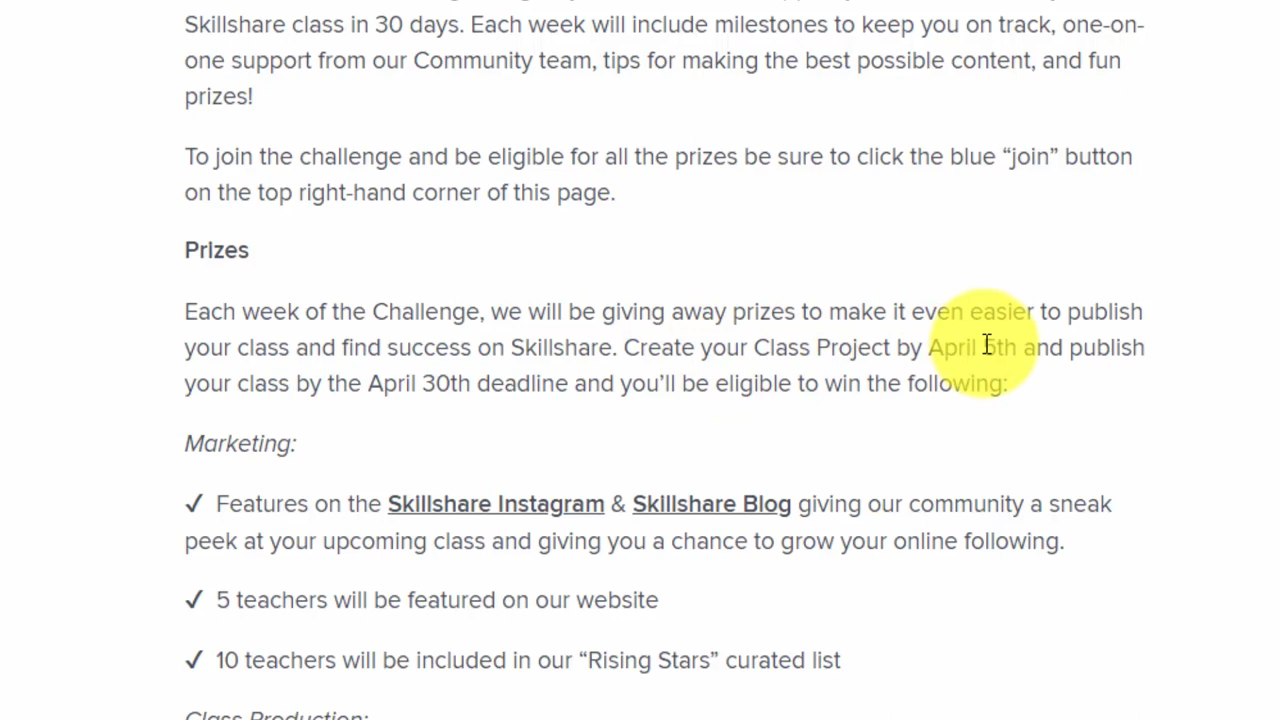 Skillshare class in 30 days. Each week will include milestones to keep you on track, one-on-
one support from our Community team, tips for making the best possible content, and fun
prizes!
To join the challenge and be eligible for all the prizes be sure to click the blue “join” button
on the top right-hand corner of this page.
Prizes
Each week of the Challenge, we will be giving away prizes to make it even easier to publish
your class and find success on Skillshare. Create your Class Project by April 5th and publish
your class by the April 30th deadline and you’ll be eligible to win the following:
Marketing:
✓ Features on the Skillshare Instagram & Skillshare Blog giving our community a sneak
peek at your upcoming class and giving you a chance to grow your online following.
✓ 5 teachers will be featured on our website
✓ 10 teachers will be included in our “Rising Stars” curated list
Class Production: